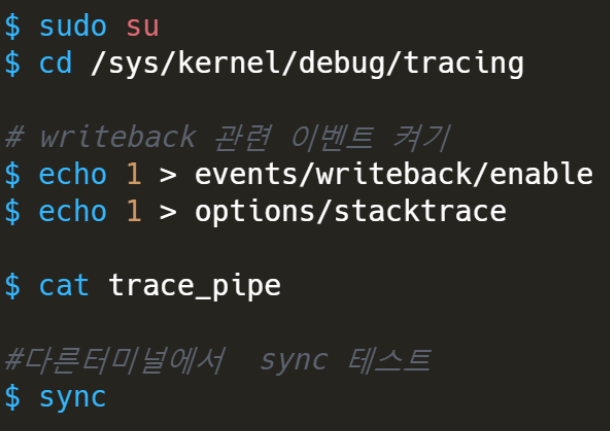 $ sudo su
$ cd /sys/kernel/debug/tracing
# writeback 관련 이벤트 켜기
$ echo 1 > events/writeback/enable
$ echo 1 > options/stacktrace
$ cat trace_pipe
#다른터미널에서  sync 테스트
$ sync